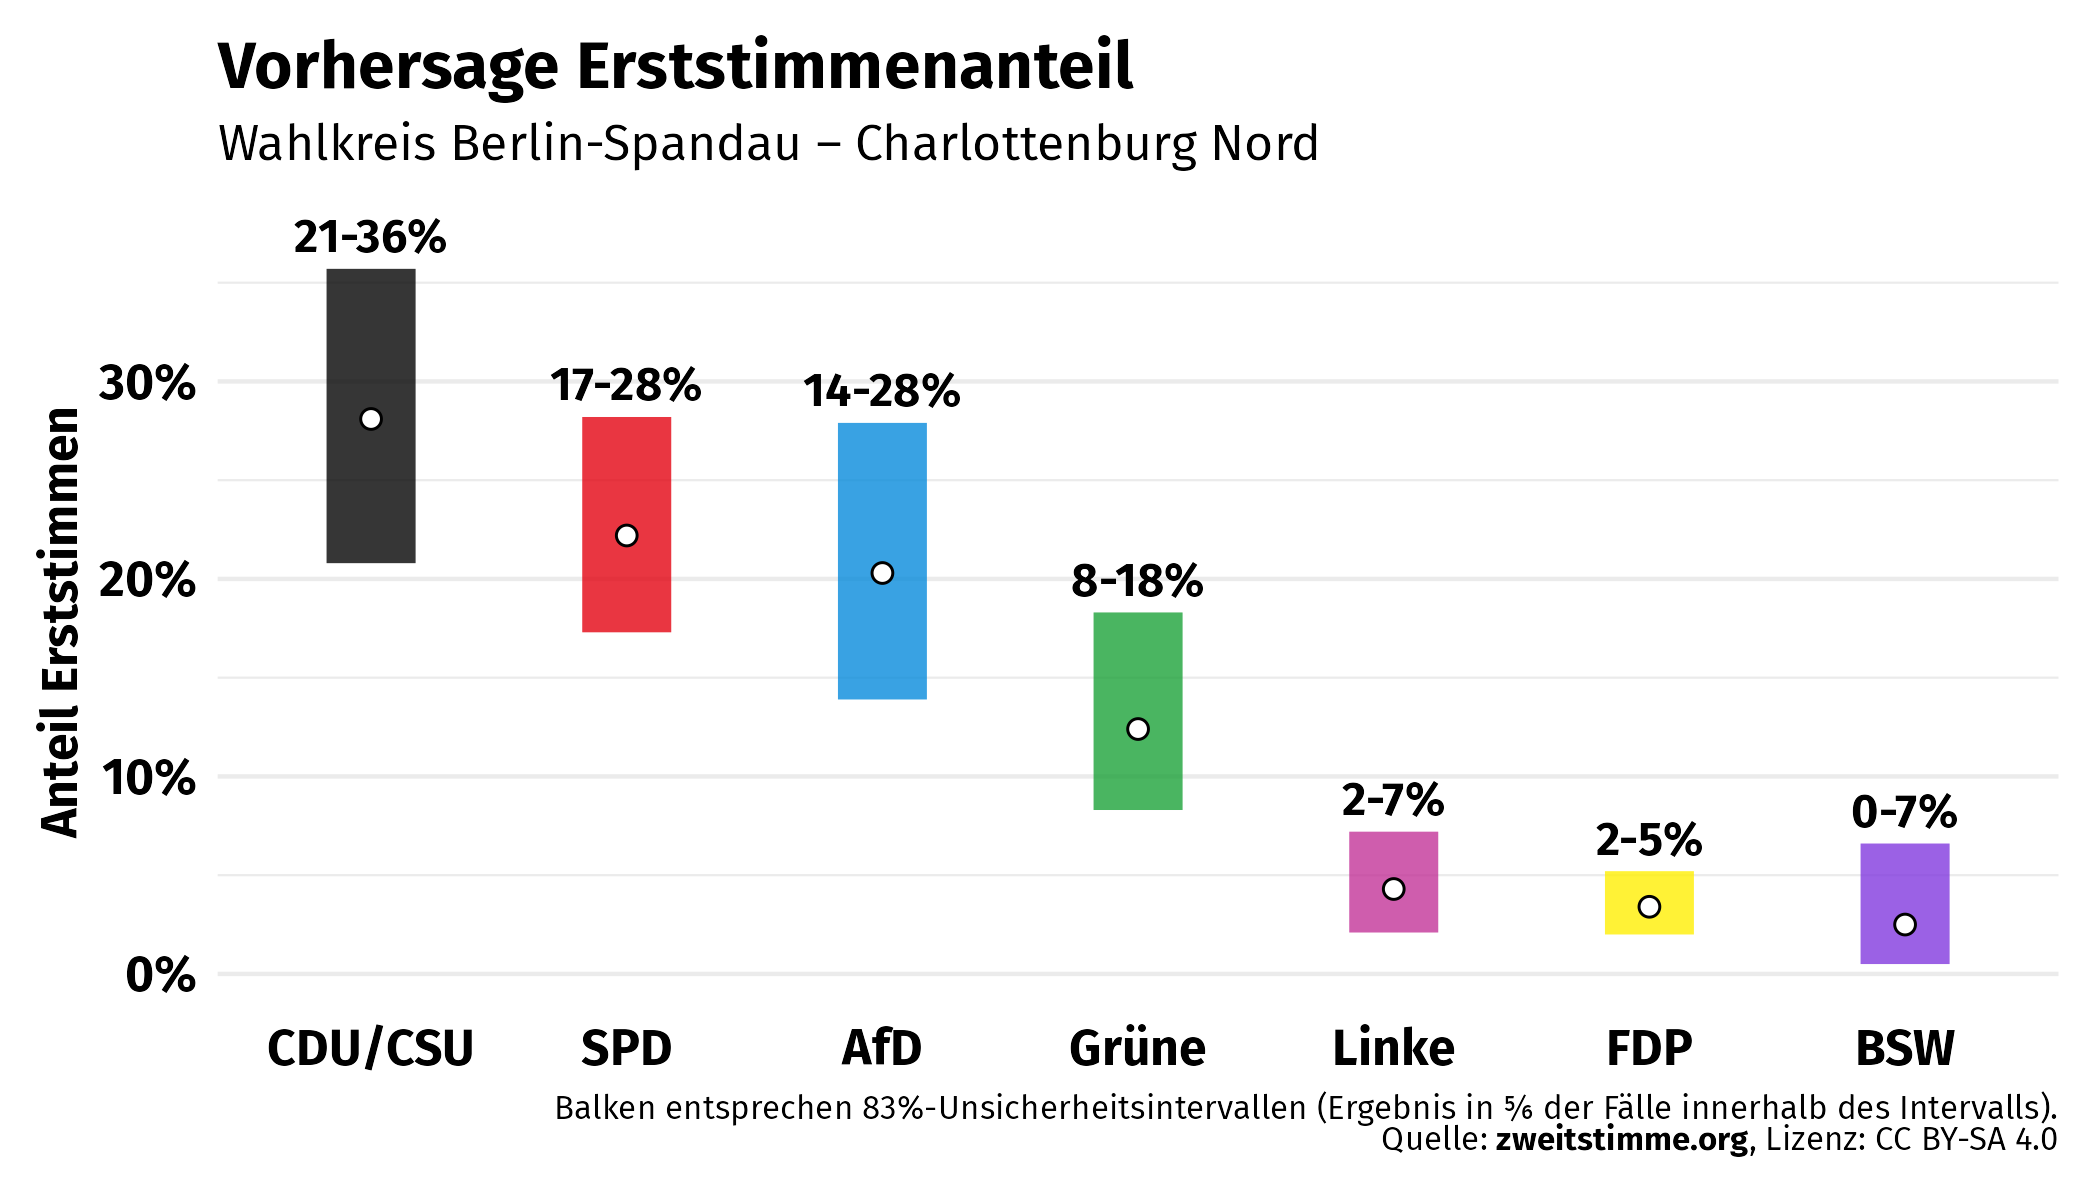 Vorhersage Erststimmenanteil
Wahlkreis Berlin-Spandau – Charlottenburg Nord
Anteil Erststimmen
30%
20%
10%
0%
21-36%
17-28%
14-28%
8-18%
2-7%
2-5%
0-7%
CDU/CSU
SPD
AfD
Grüne
Linke
FDP
BSW
Balken entsprechen 83%-Unsicherheitsintervallen (Ergebnis in ⅚ der Fälle innerhalb des Intervalls).
Quelle: zweitstimme.org, Lizenz: CC BY-SA 4.0